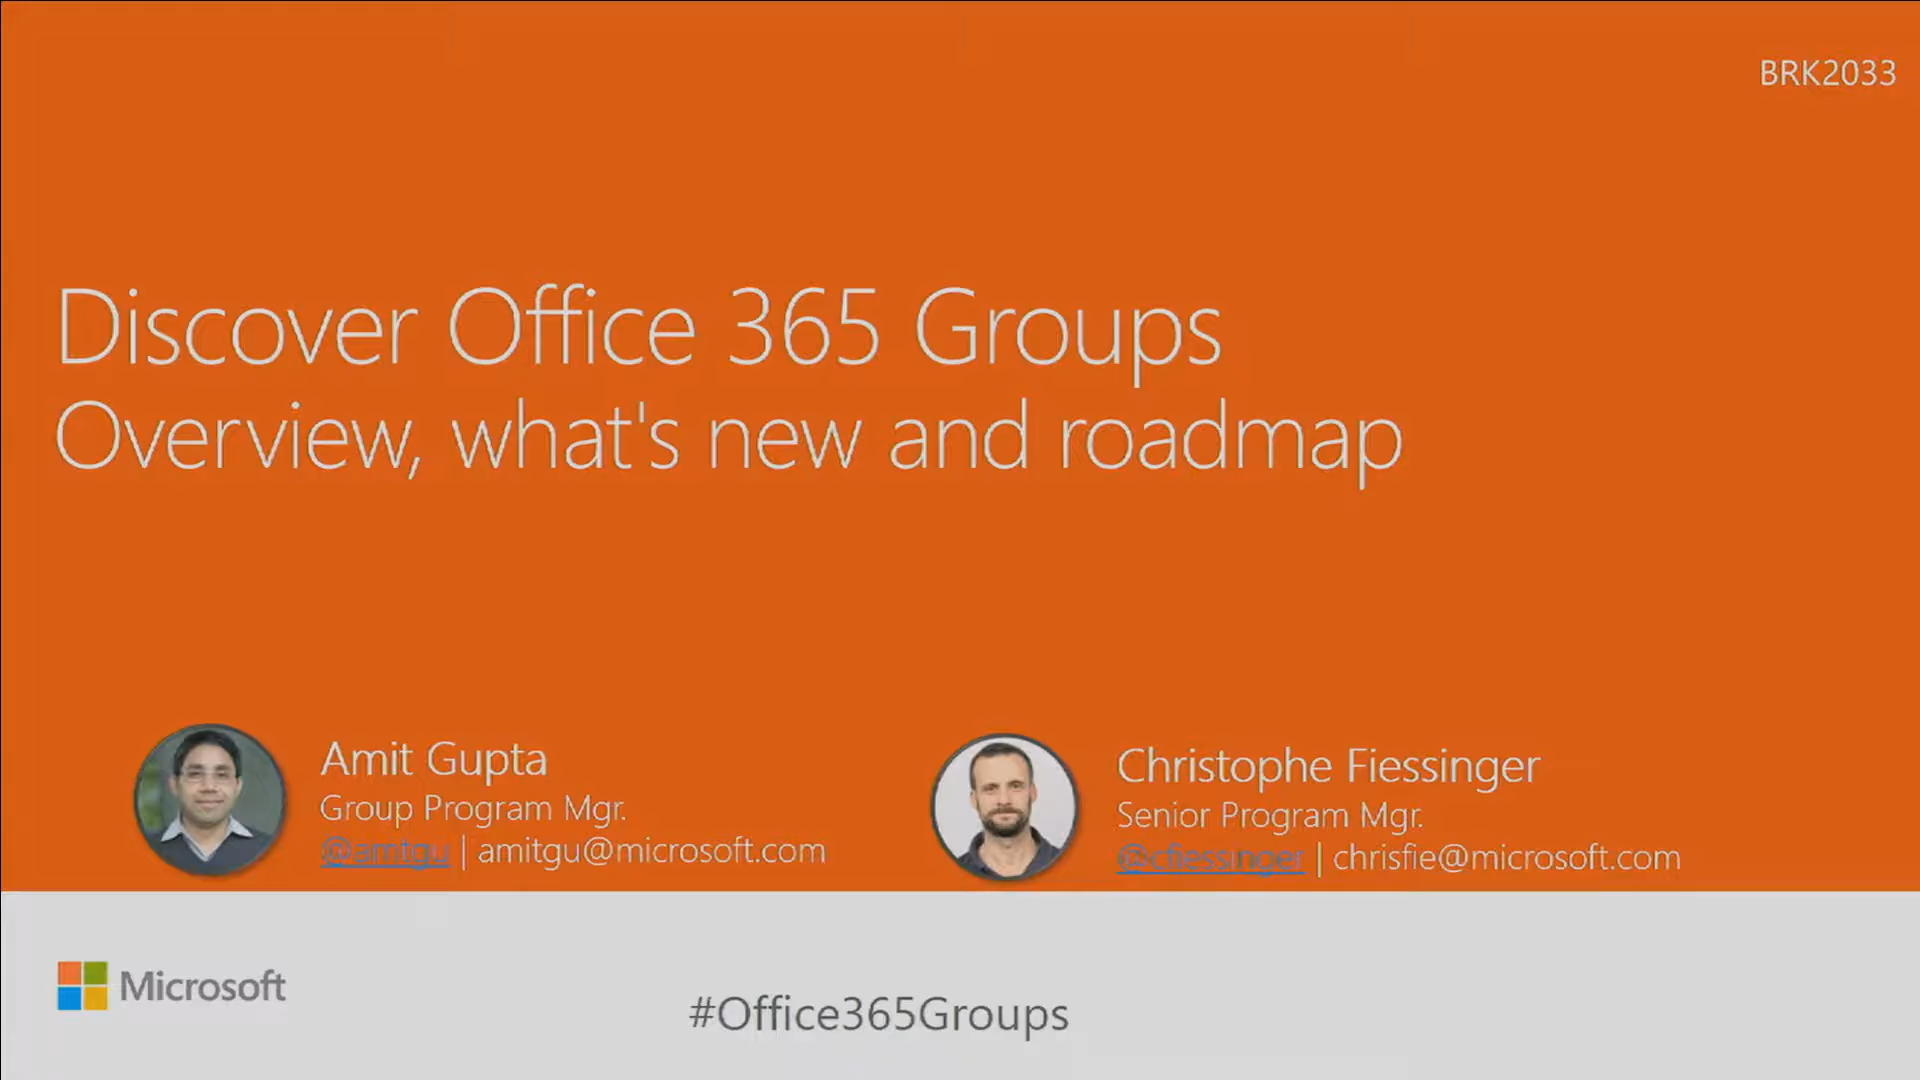 BRK2033
Discover Office 365 Groups
Overview, what's new and roadmap
Amit Gupta
Group Program Mgr.
@amtgu | amitgu@microsoft.com
Christophe Fiessinger
Senior Program Mgr.
@cfiessinger | chrisfie@microsoft.com
Microsoft
#Office365Groups